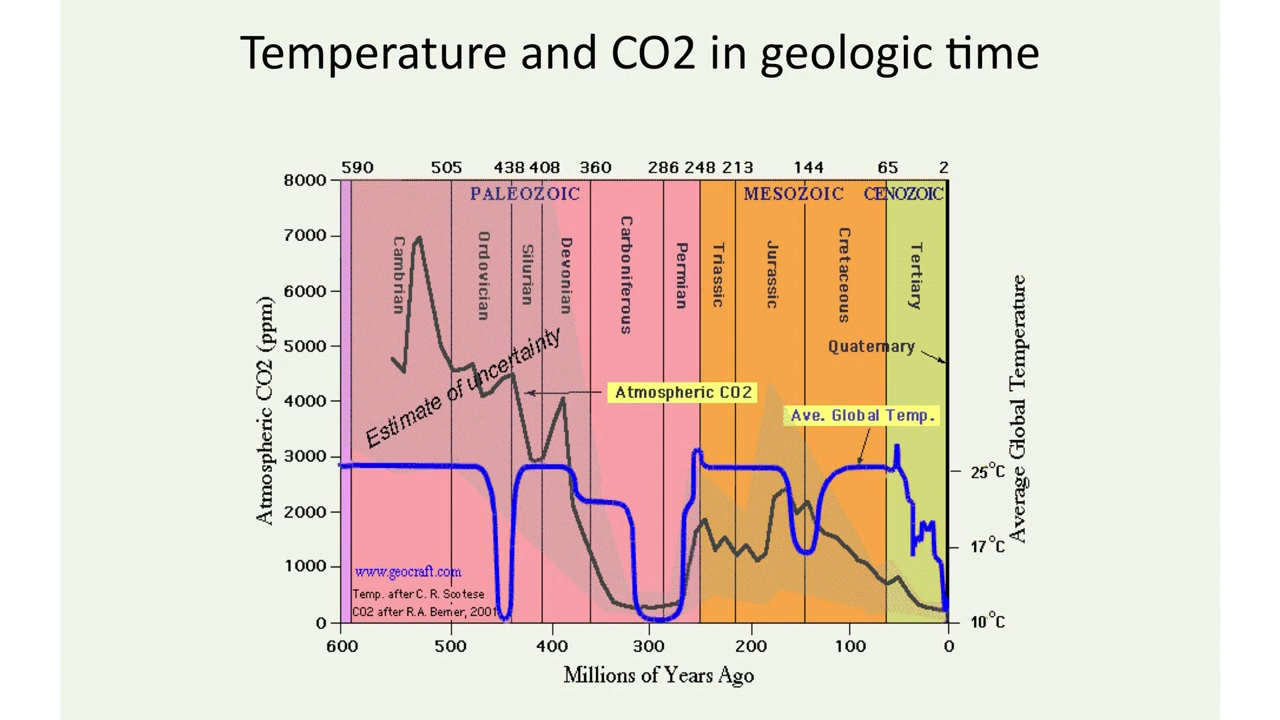 Temperature and CO2 in geologic time
590 505 438 408 360 286 248 213 144 65 2
PALEOZOIC MESOZOIC CENOZOIC
Cambrian
Ordovician
Silurian
Devonian
Carboniferous
Permian
Triassic
Jurassic
Cretaceous
Tertiary
Quaternary
Estimate of uncertainty
Atmospheric CO2
Ave. Global Temp.
Atmospheric CO2 (ppm)
8000
7000
6000
5000
4000
3000
2000
1000
0
Average Global Temperature
25°C
17°C
10°C
www.geocraft.com
Temp. after C. R. Scotese
CO2 after R.A. Berner, 2001
600 500 400 300 200 100 0
Millions of Years Ago